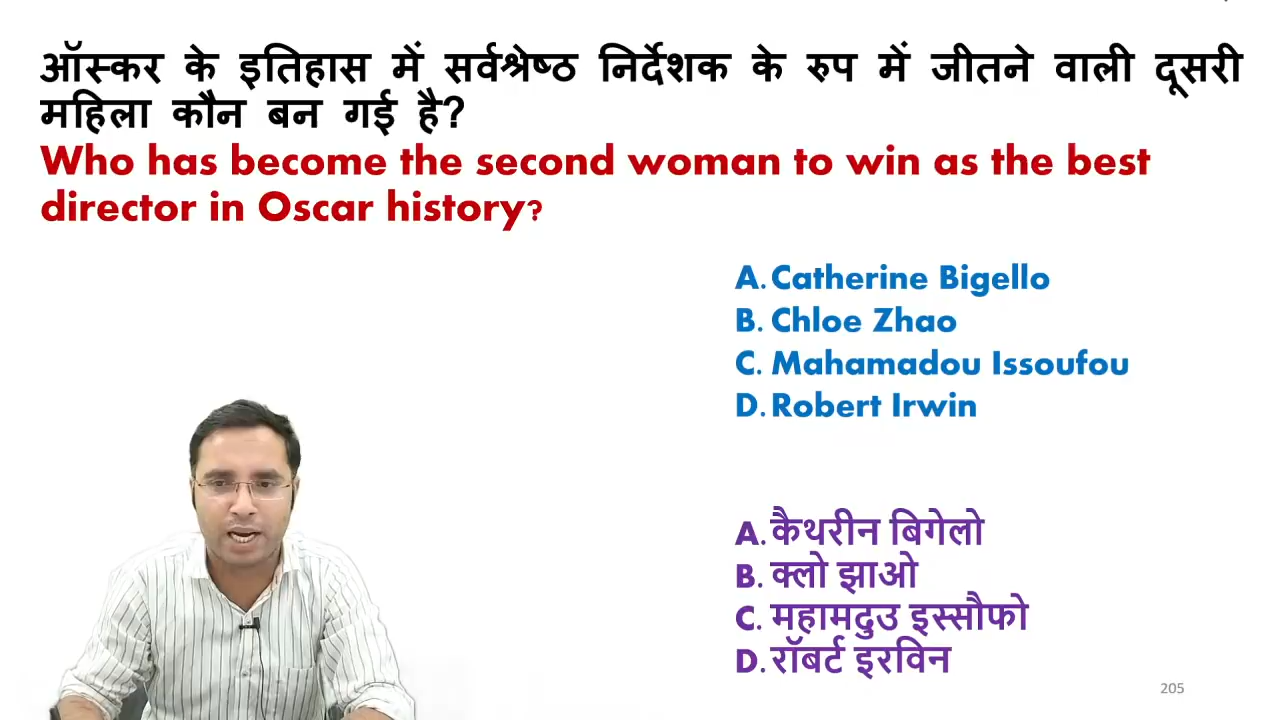 ऑस्कर के इतिहास में सर्वश्रेष्ठ निर्देशक के रुप में जीतने वाली दूसरी
महिला कौन बन गई है?
Who has become the second woman to win as the best
director in Oscar history?
A. Catherine Bigello
B. Chloe Zhao
C. Mahamadou Issoufou
D. Robert Irwin
A. कैथरीन बिगेलो
B. क्लो झाओ
C. महामदुउ इस्सौफो
D. रॉबर्ट इरविन
205